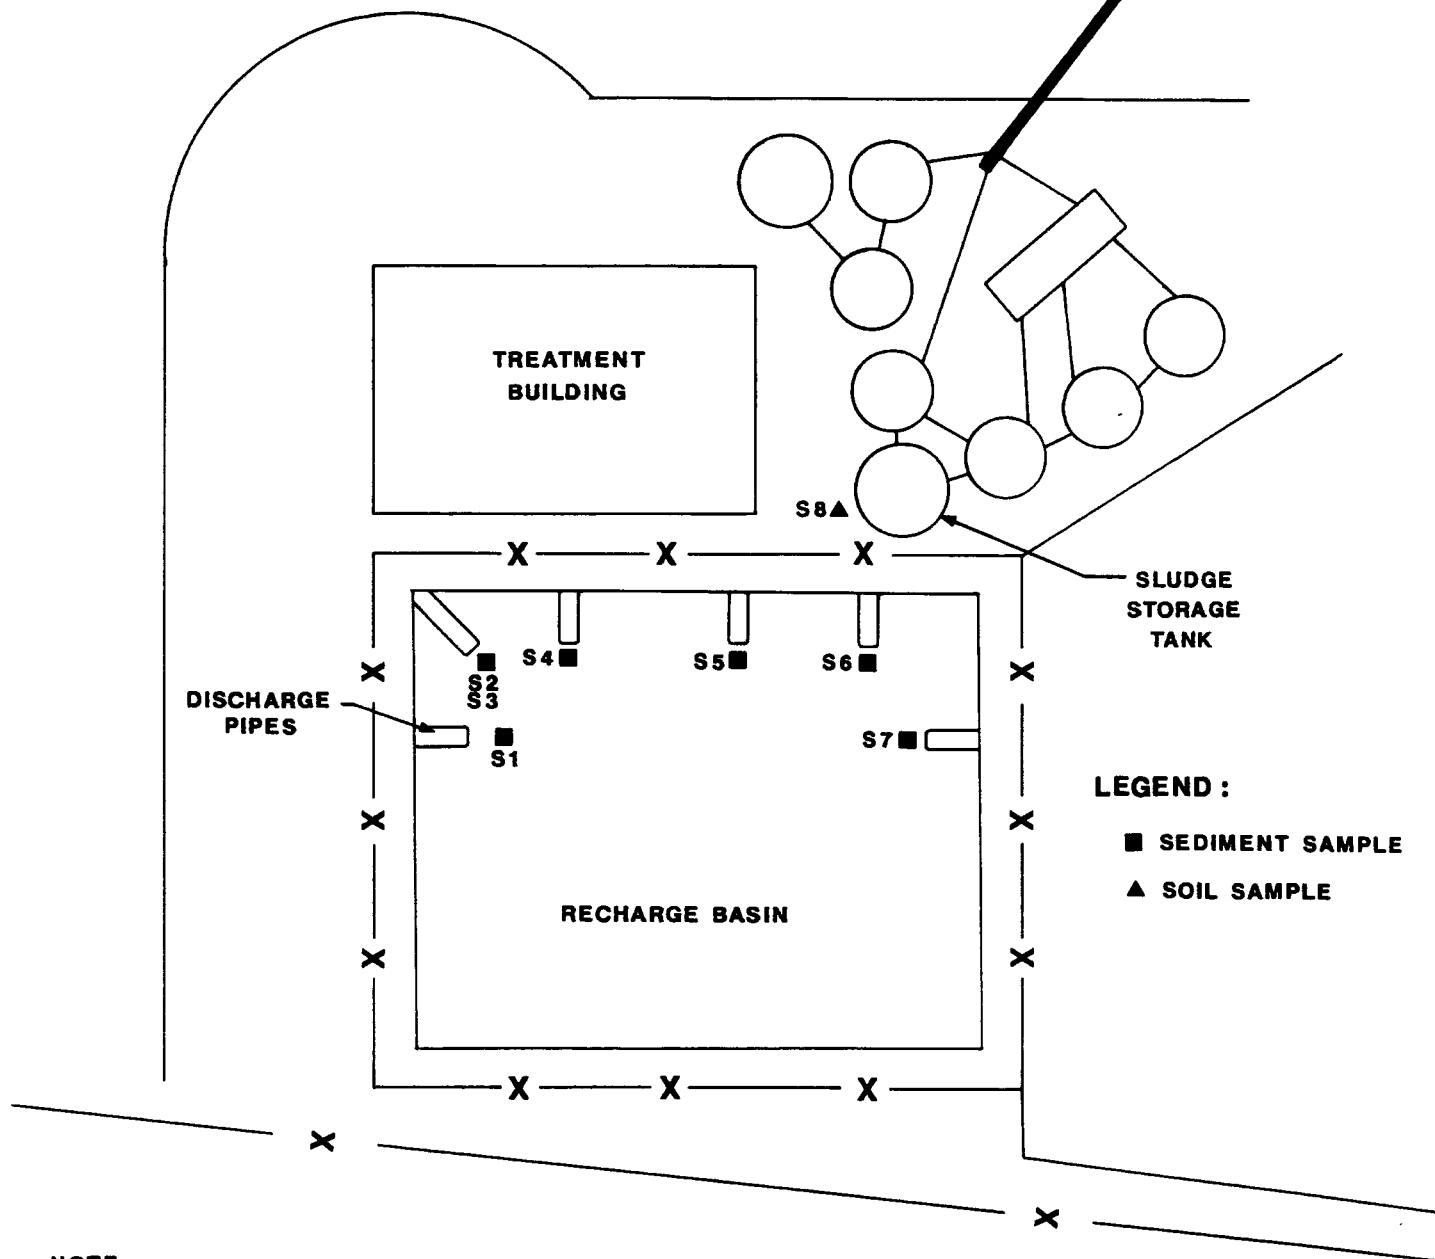 TREATMENT
BUILDING
S8
SLUDGE
STORAGE
TANK
S4
S5
S6
S2
S3
DISCHARGE
PIPES
S1
S7
LEGEND :
SEDIMENT SAMPLE
SOIL SAMPLE
RECHARGE BASIN